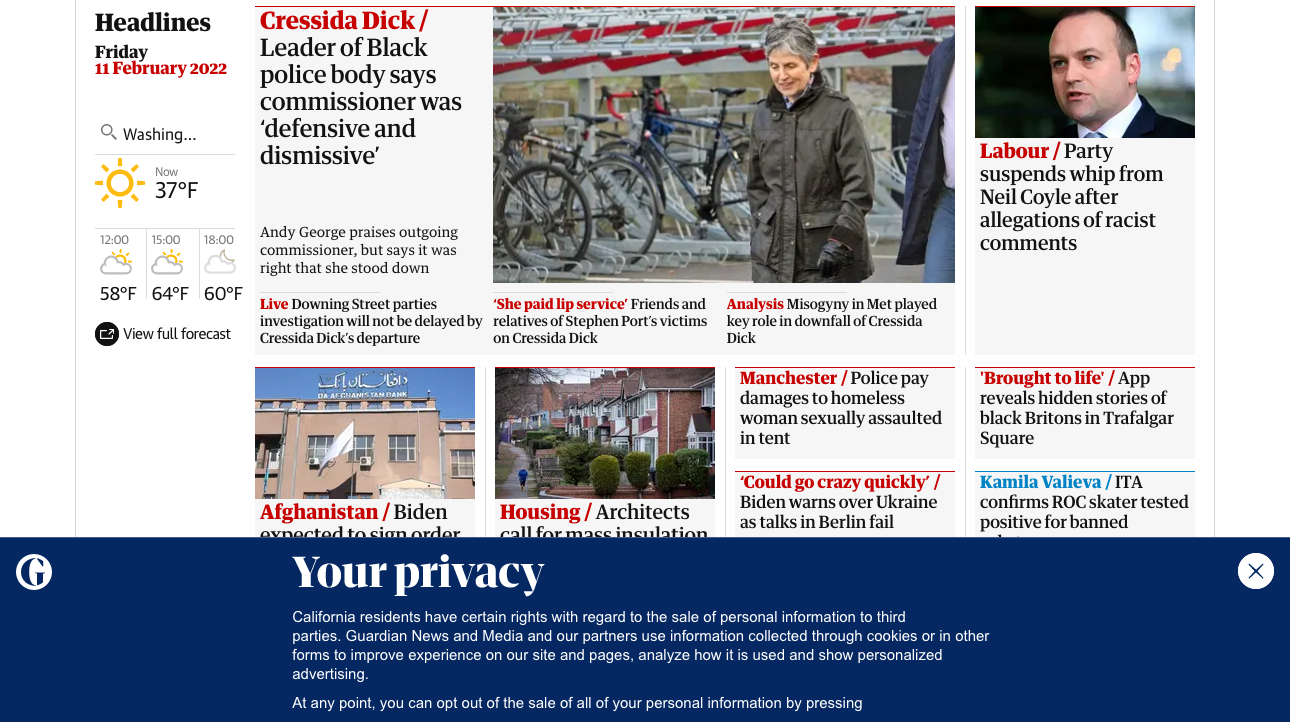 Headlines
Friday
11 February 2022
Washing...
Now
37°F
12:00
15:00
18:00
58°F
64°F
60°F
View full forecast
Cressida Dick /
Leader of Black
police body says
commissioner was
‘defensive and
dismissive’
Andy George praises outgoing
commissioner, but says it was
right that she stood down
Live Downing Street parties
investigation will not be delayed by
Cressida Dick’s departure
‘She paid lip service’ Friends and
relatives of Stephen Port’s victims
on Cressida Dick
Analysis Misogyny in Met played
key role in downfall of Cressida
Dick
Labour / Party
suspends whip from
Neil Coyle after
allegations of racist
comments
د افغانستان بانک
DA AFGHANISTAN BANK
Afghanistan / Biden
expected to sign order
Housing / Architects
call for mass insulation
Manchester / Police pay
damages to homeless
woman sexually assaulted
in tent
‘Could go crazy quickly’ /
Biden warns over Ukraine
as talks in Berlin fail
'Brought to life' / App
reveals hidden stories of
black Britons in Trafalgar
Square
Kamila Valieva / ITA
confirms ROC skater tested
positive for banned
Your privacy
California residents have certain rights with regard to the sale of personal information to third
parties. Guardian News and Media and our partners use information collected through cookies or in other
forms to improve experience on our site and pages, analyze how it is used and show personalized
advertising.
At any point, you can opt out of the sale of all of your personal information by pressing